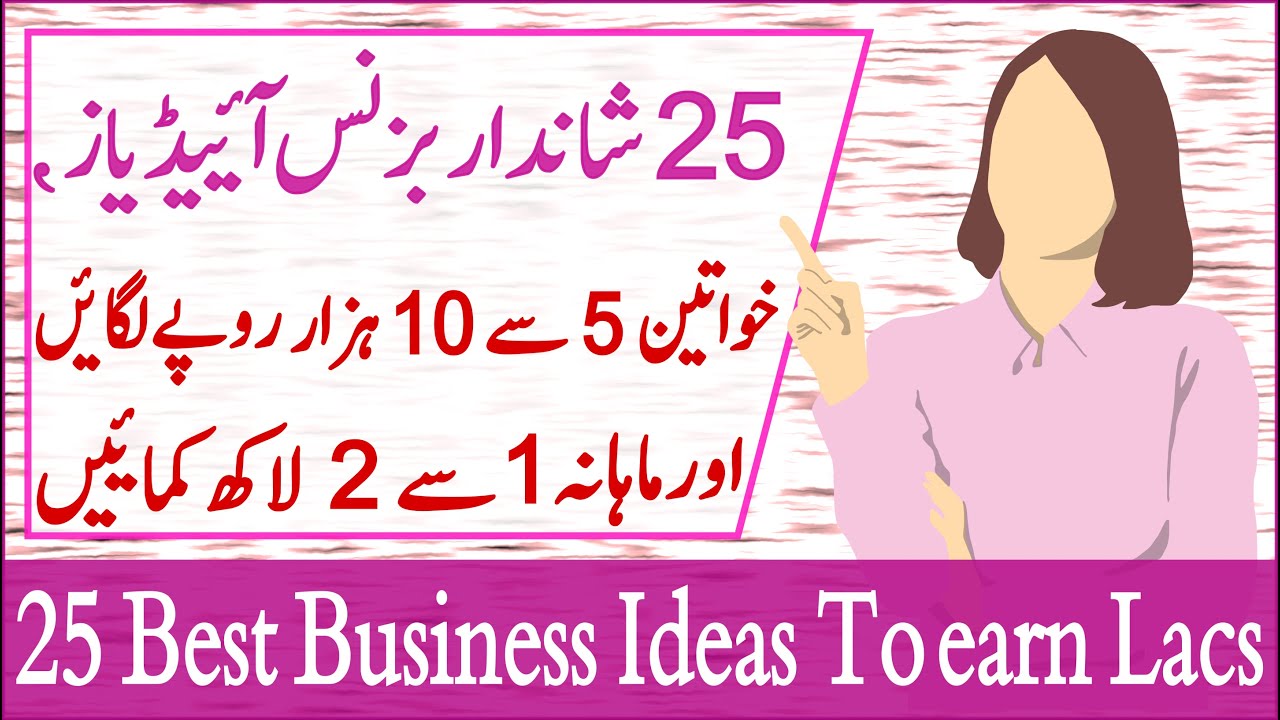 25 شاندار بزنس آئیڈیاز,
خواتین 5 سے 10 ہزار روپے لگائیں
اور ماہانہ 1 سے 2 لاکھ کمائیں
25 Best Business Ideas To earn Lacs